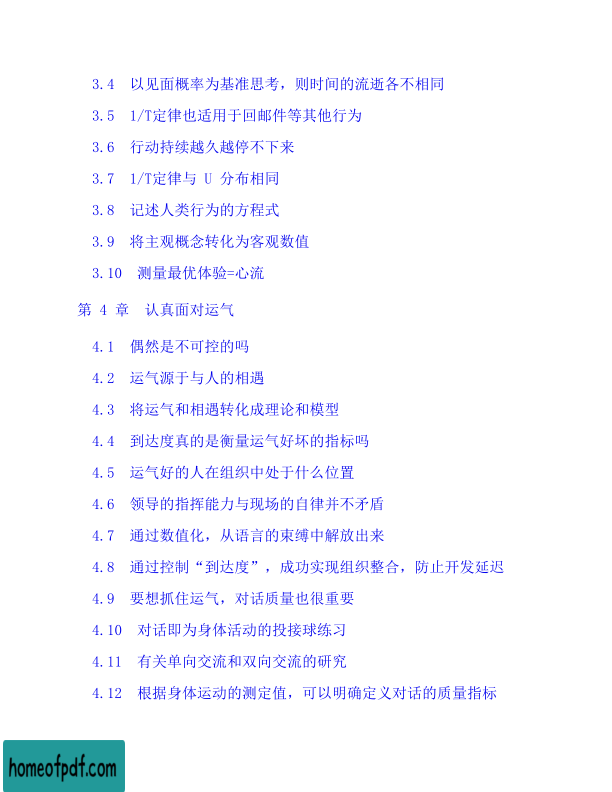 3.4 以见面概率为基准思考，则时间的流逝各不相同
3.5 1/T定律也适用于回邮件等其他行为
3.6 行动持续越久越停不下来
3.7 1/T定律与 U 分布相同
3.8 记述人类行为的方程式
3.9 将主观概念转化为客观数值
3.10 测量最优体验=心流
第 4 章 认真面对运气
4.1 偶然是不可控的吗
4.2 运气源于与人的相遇
4.3 将运气和相遇转化成理论和模型
4.4 到达度真的是衡量运气好坏的指标吗
4.5 运气好的人在组织中处于什么位置
4.6 领导的指挥能力与现场的自律并不矛盾
4.7 通过数值化，从语言的束缚中解放出来
4.8 通过控制“到达度”，成功实现组织整合，防止开发延迟
4.9 要想抓住运气，对话质量也很重要
4.10 对话即为身体活动的投接球练习
4.11 有关单向交流和双向交流的研究
4.12 根据身体运动的测定值，可以明确定义对话的质量指标
homeofpdf.com